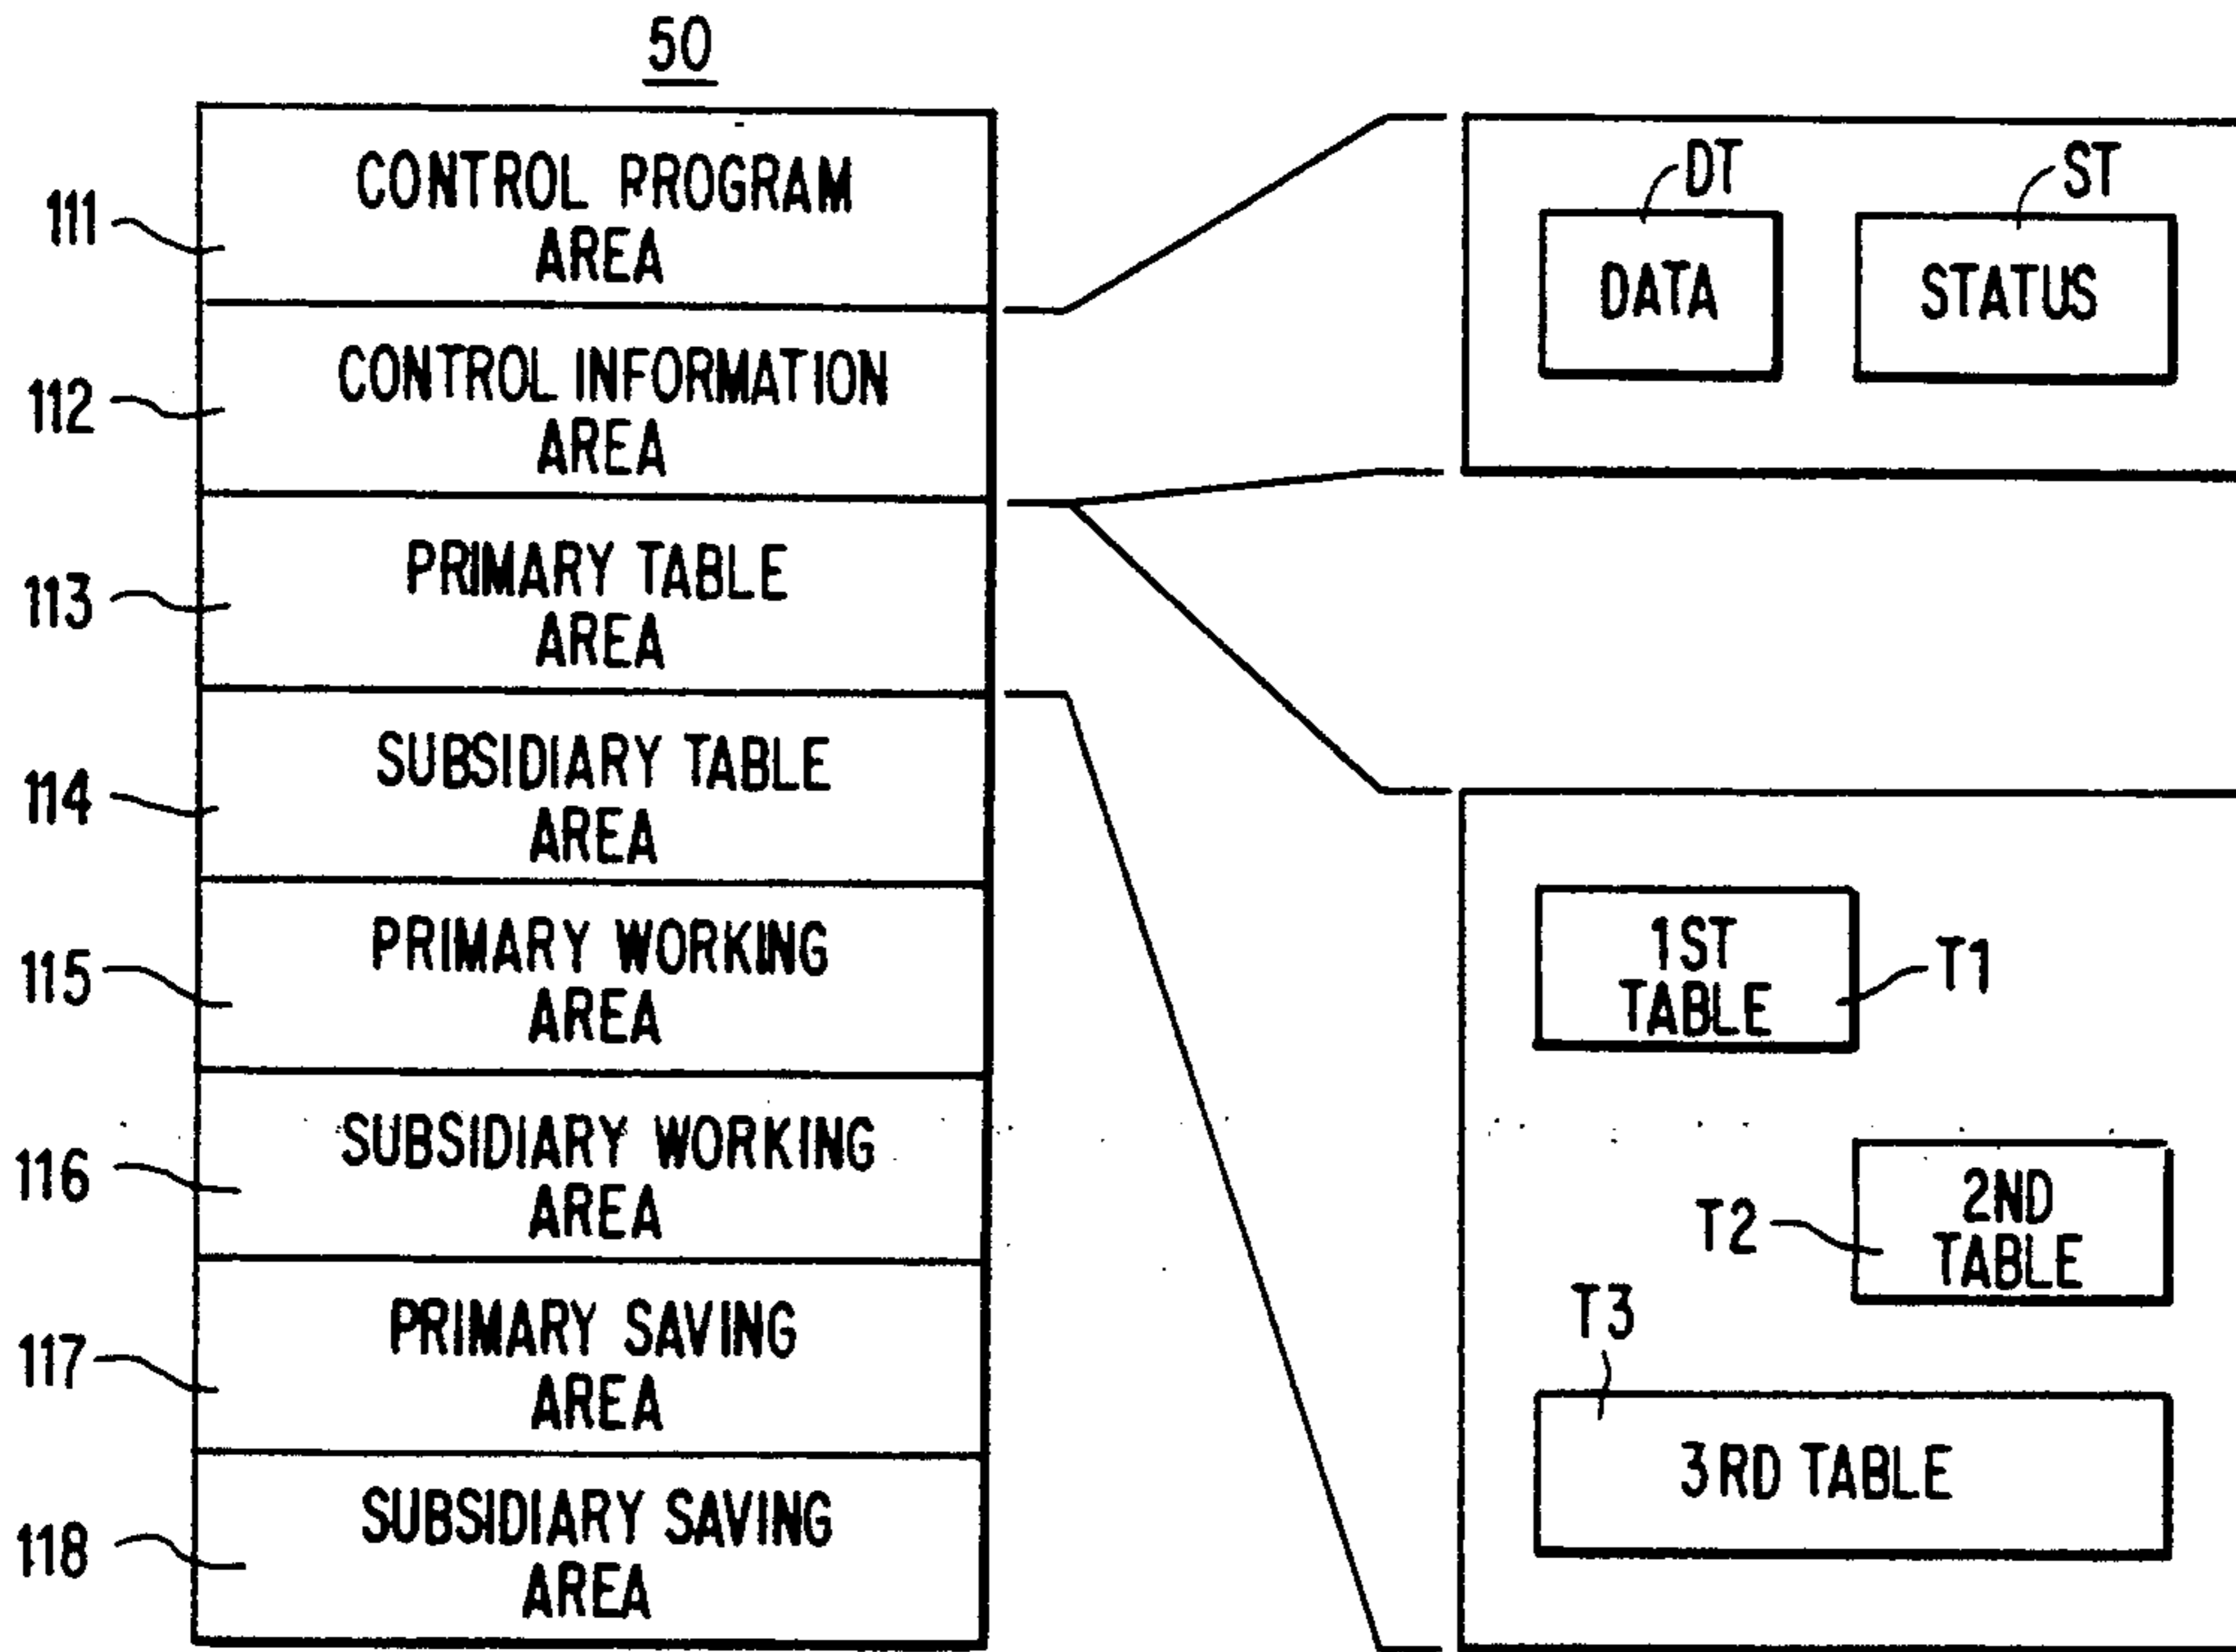 50
111
CONTROL PROGRAM
AREA
112
CONTROL INFORMATION
AREA
113
PRIMARY TABLE
AREA
114
SUBSIDIARY TABLE
AREA
115
PRIMARY WORKING
AREA
116
SUBSIDIARY WORKING
AREA
117
PRIMARY SAVING
AREA
118
SUBSIDIARY SAVING
AREA
DT
ST
DATA
STATUS
1ST
TABLE
T1
2ND
TABLE
T2
T3
3RD TABLE